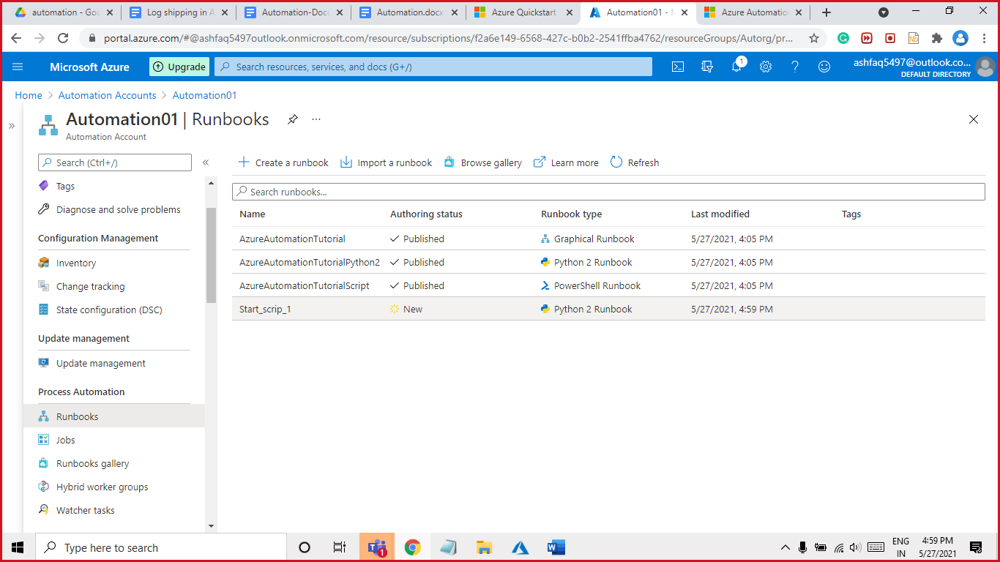 automation - Goo
Log shipping in A
Automation-Docu
Automation.docx
Azure Quickstart
Automation01 - M
Azure Automatio
portal.azure.com/#@ashfaq5497outlook.onmicrosoft.com/resource/subscriptions/f2a6e149-6568-427c-b0b2-2541ffba4762/resourceGroups/Autorg/pr...
Nb
Microsoft Azure
Upgrade
Search resources, services, and docs (G+/)
1
ashfaq5497@outlook.co...
DEFAULT DIRECTORY
Home > Automation Accounts > Automation01
Automation01 | Runbooks
...
Automation Account
Search (Ctrl+/)
Tags
Diagnose and solve problems
Configuration Management
Inventory
Change tracking
State configuration (DSC)
Update management
Update management
Process Automation
Runbooks
Jobs
Runbooks gallery
Hybrid worker groups
Watcher tasks
Create a runbook Import a runbook Browse gallery Learn more Refresh
Search runbooks...
Name Authoring status Runbook type Last modified Tags
AzureAutomationTutorial Published Graphical Runbook 5/27/2021, 4:05 PM
AzureAutomationTutorialPython2 Published Python 2 Runbook 5/27/2021, 4:05 PM
AzureAutomationTutorialScript Published PowerShell Runbook 5/27/2021, 4:05 PM
Start_scrip_1 New Python 2 Runbook 5/27/2021, 4:59 PM
Type here to search
1
ENG
IN
4:59 PM
5/27/2021